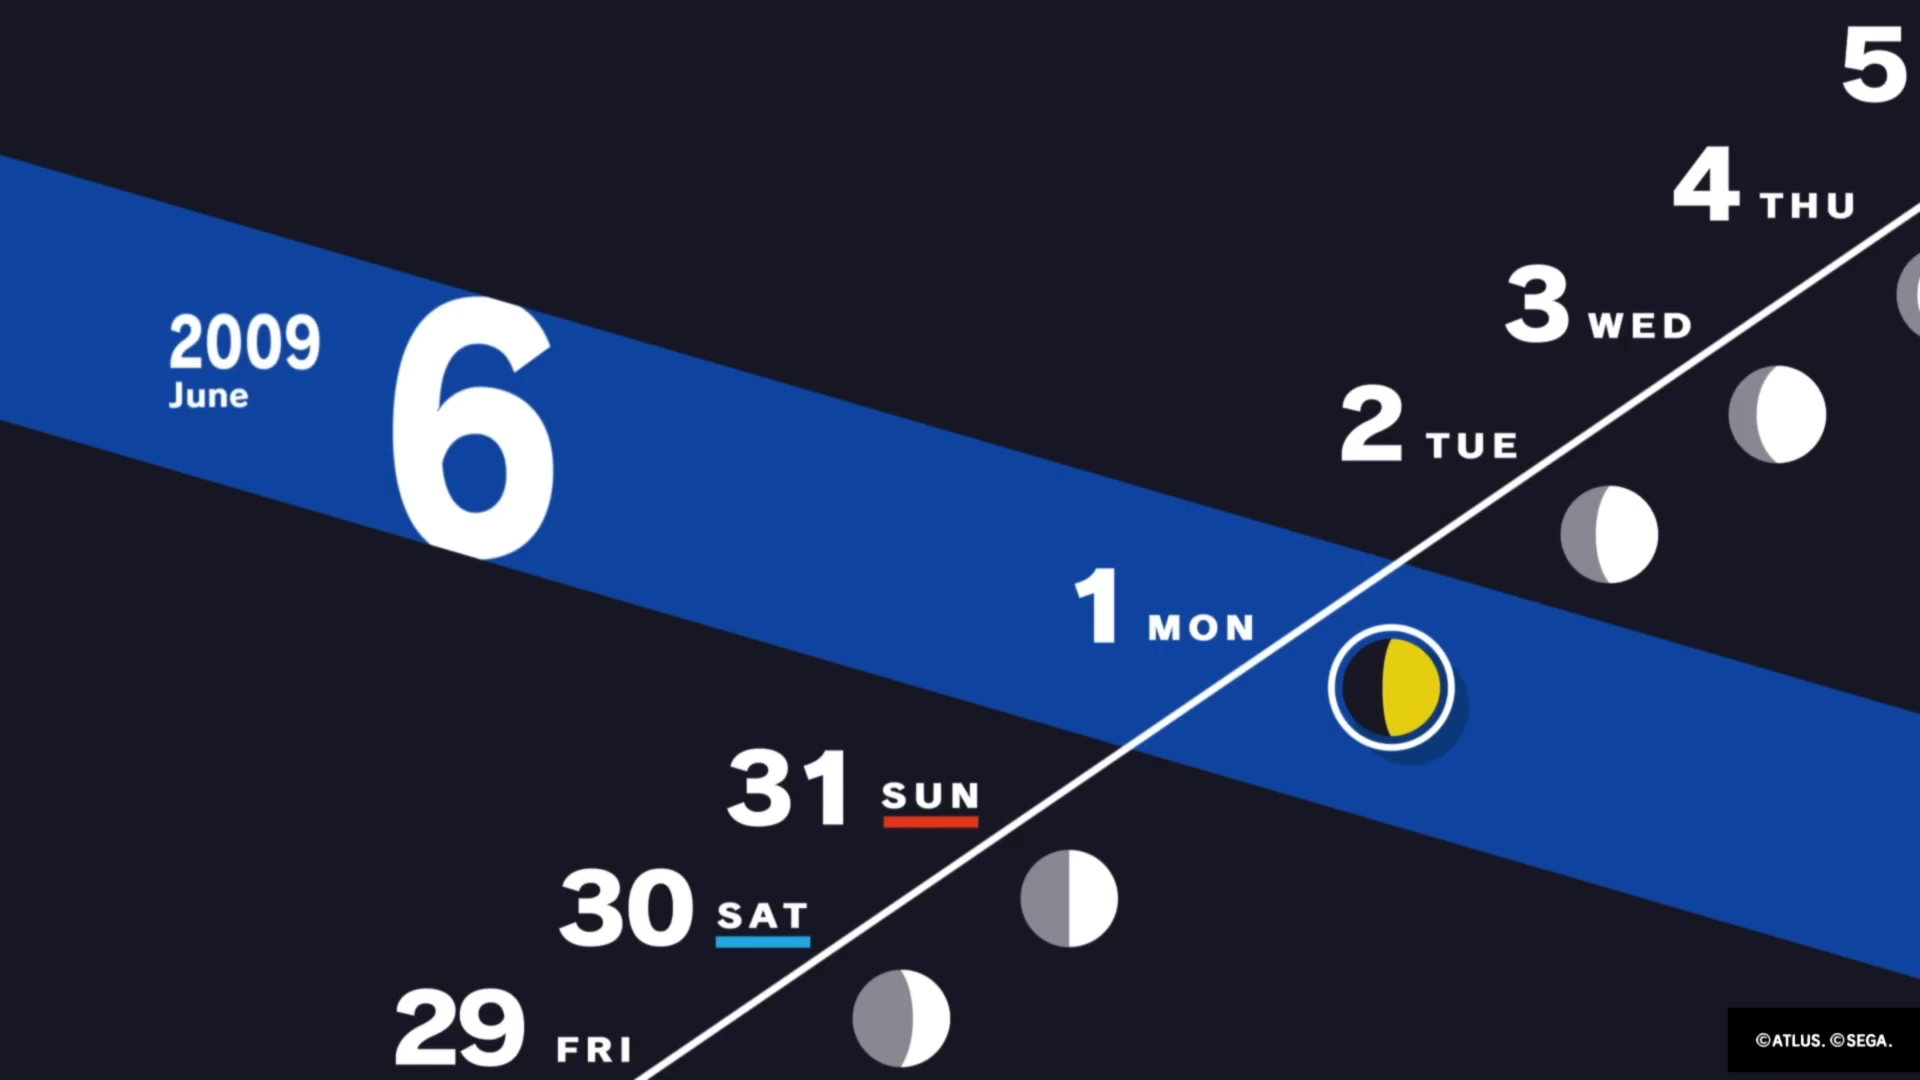 5
4 THU
3 WED
2 TUE
2009
June
6
1 MON
31 SUN
30 SAT
29 FRI
©ATLUS. ©SEGA.